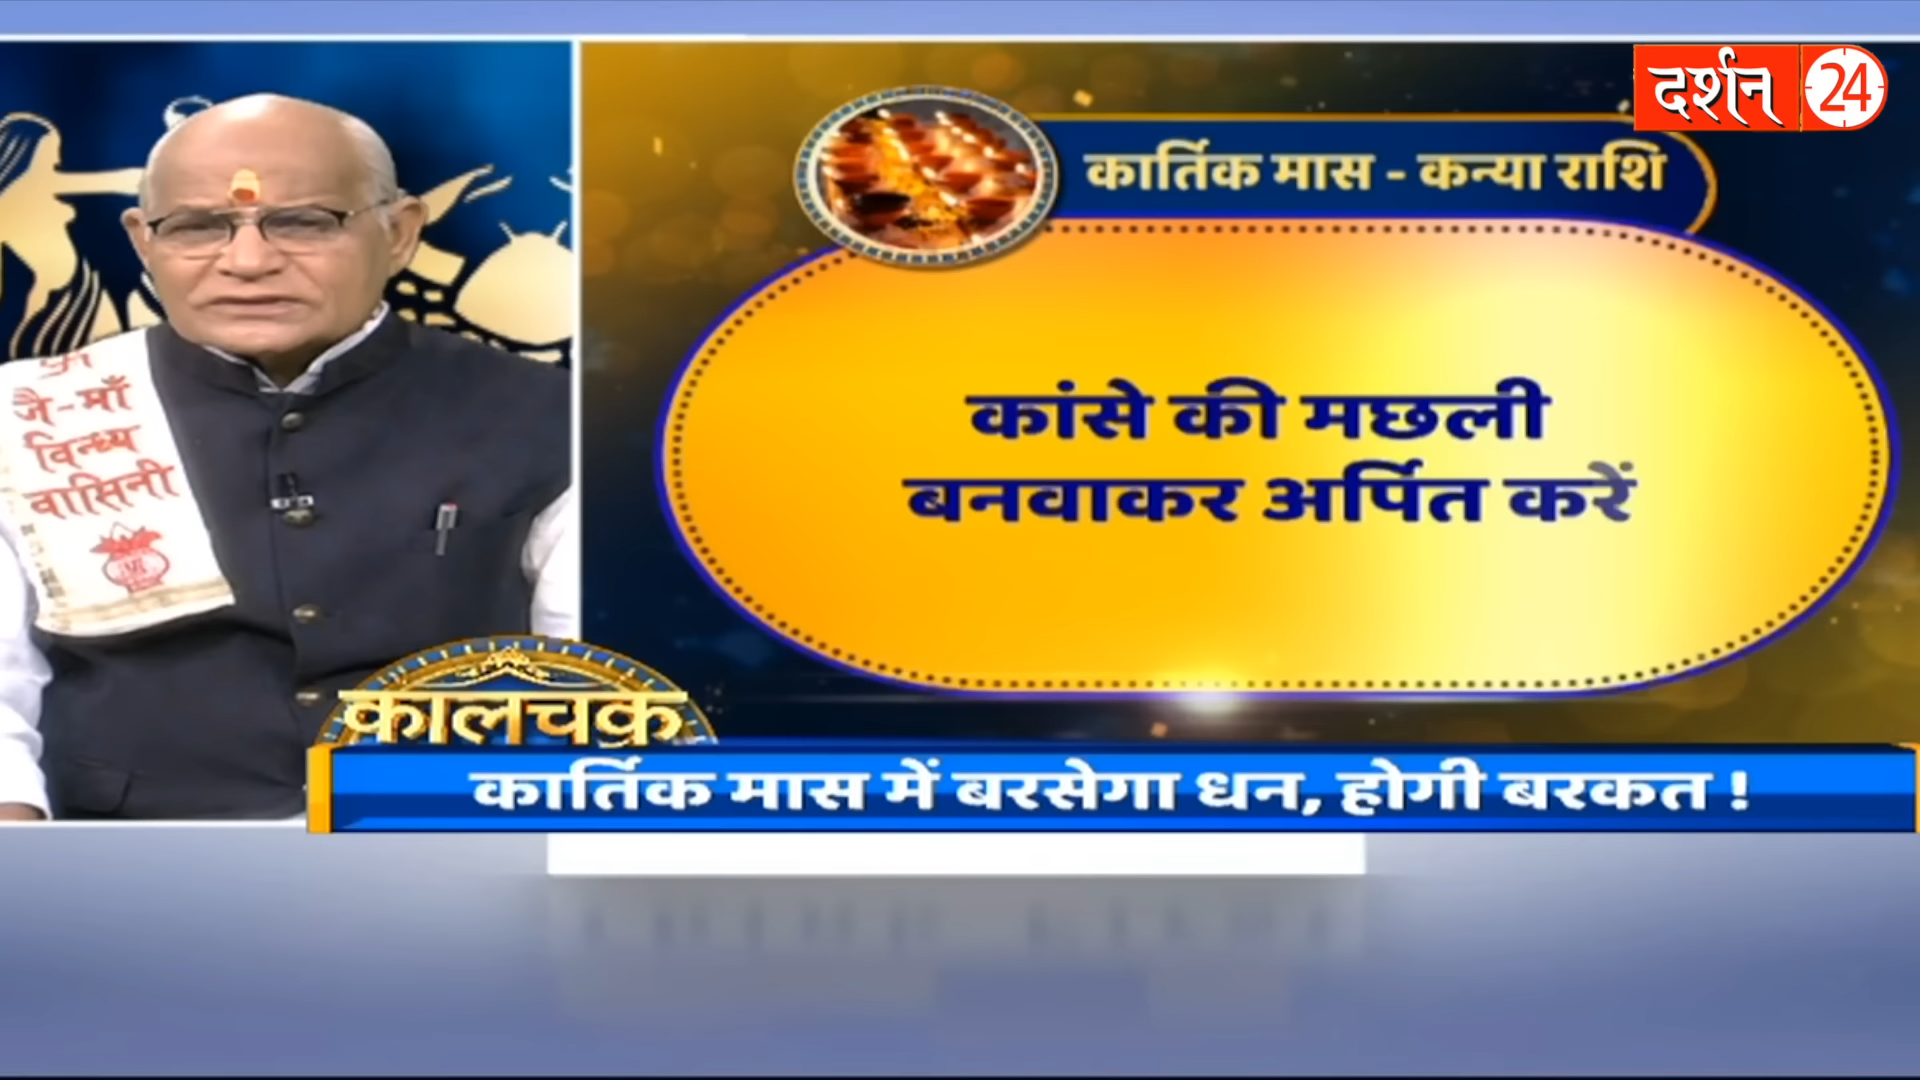 दर्शन 24
कार्तिक मास - कन्या राशि
कांसे की मछली
बनवाकर अर्पित करें
जै-माँ
विन्ध्य
वासिनी
कालचक्र
कार्तिक मास में बरसेगा धन, होगी बरकत !